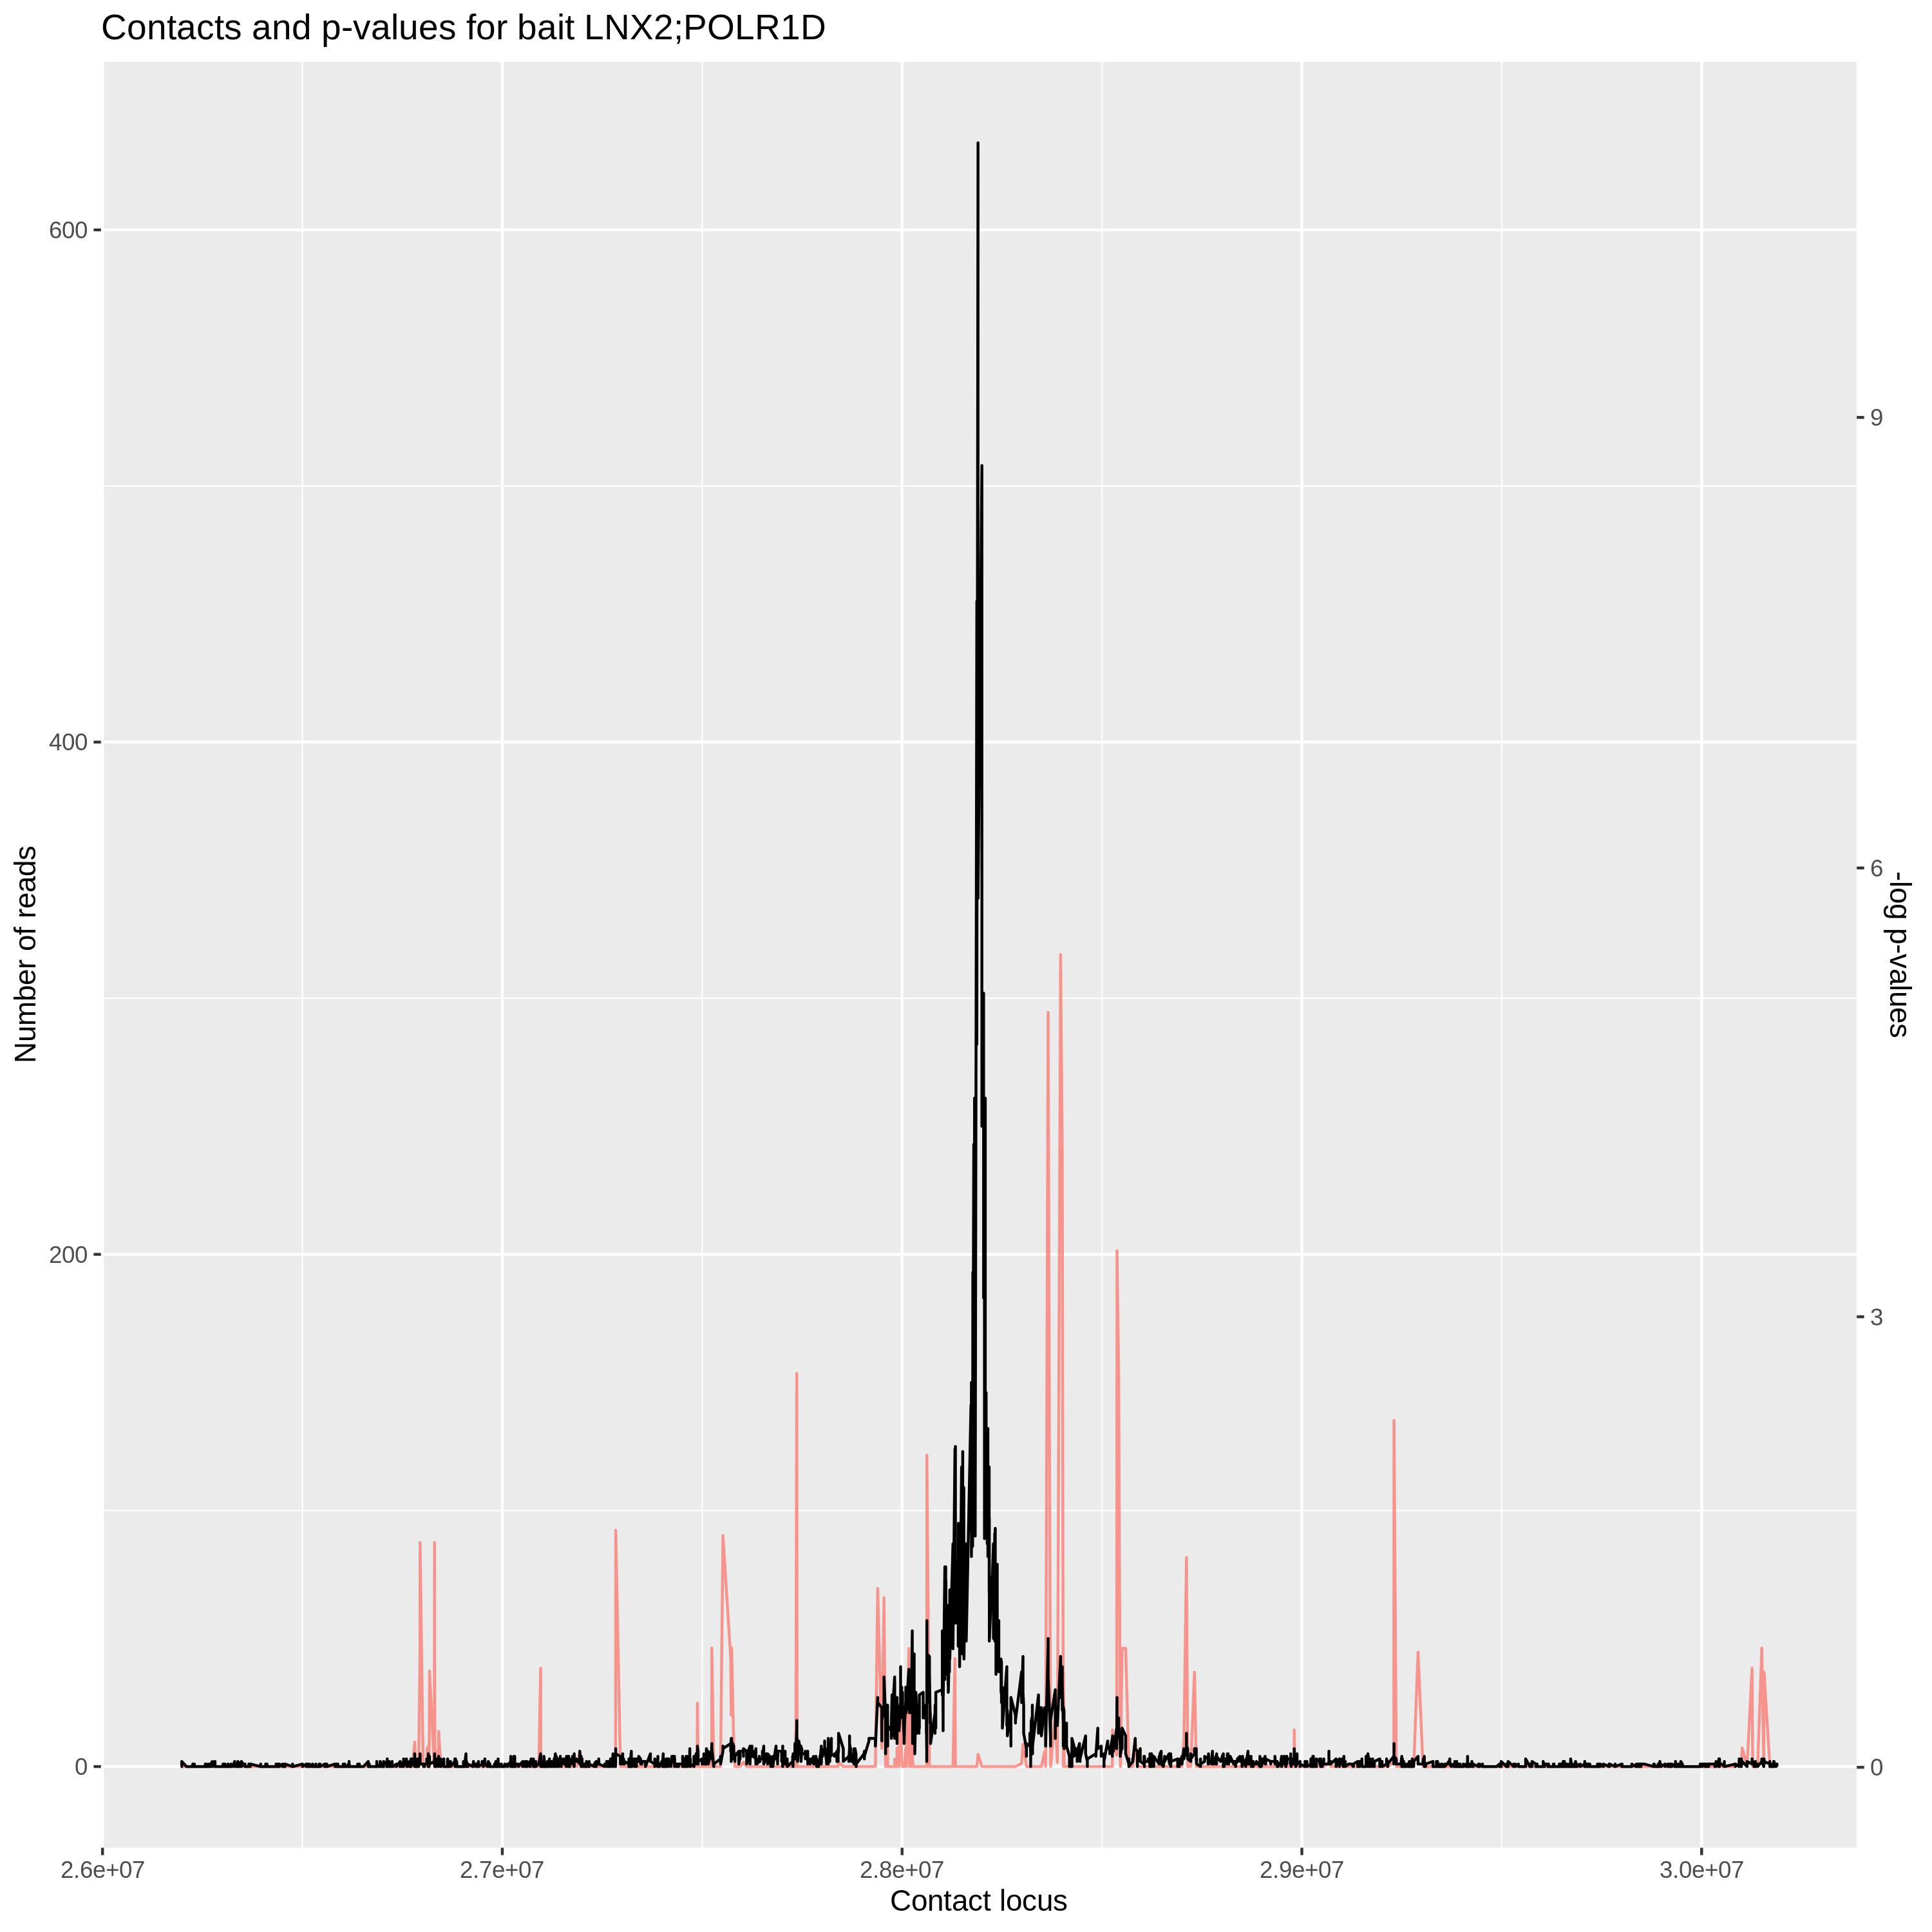 Contacts and p-values for bait LNX2;POLR1D
600
400
200
0
Number of reads
9
6
3
0
-log p-values
2.6e+07
2.7e+07
2.8e+07
2.9e+07
3.0e+07
Contact locus